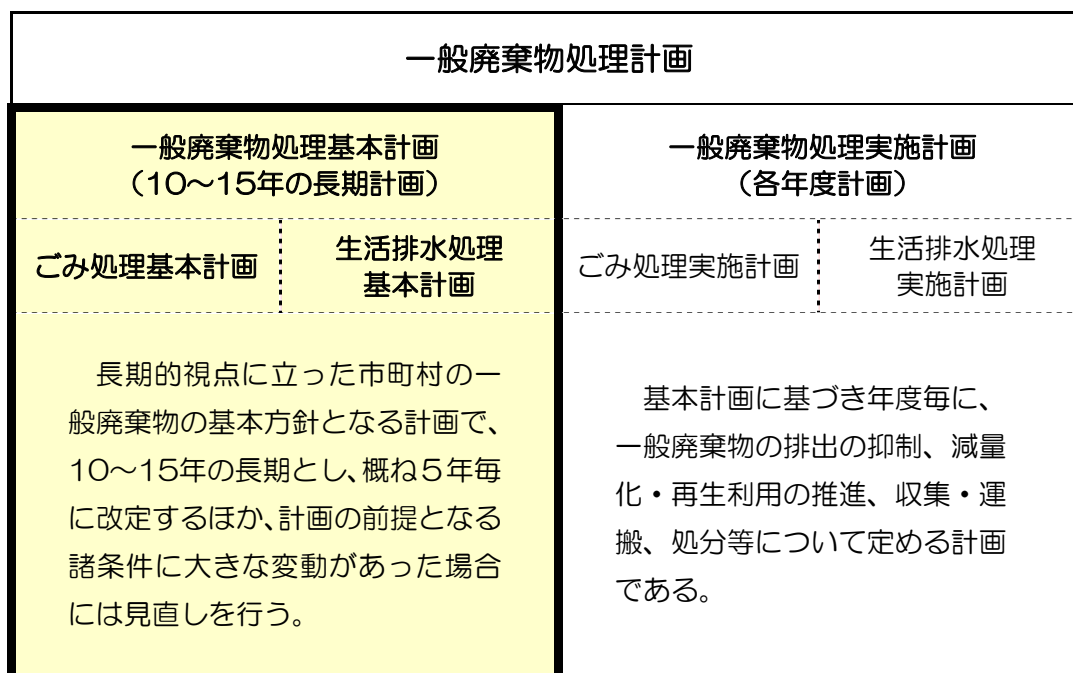 一般廃棄物処理計画
一般廃棄物処理基本計画
（10～15年の長期計画）
一般廃棄物処理実施計画
（各年度計画）
ごみ処理基本計画
生活排水処理
基本計画
ごみ処理実施計画
生活排水処理
実施計画
長期的視点に立った市町村の一
般廃棄物の基本方針となる計画で、
10～15年の長期とし、概ね５年毎
に改定するほか、計画の前提となる
諸条件に大きな変動があった場合
には見直しを行う。
基本計画に基づき年度毎に、
一般廃棄物の排出の抑制、減量
化・再生利用の推進、収集・運
搬、処分等について定める計画
である。